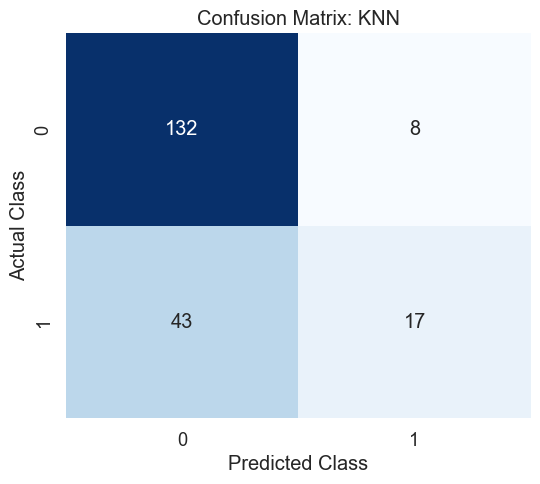 Confusion Matrix: KNN
Actual Class
0
132
8
1
43
17
0
1
Predicted Class